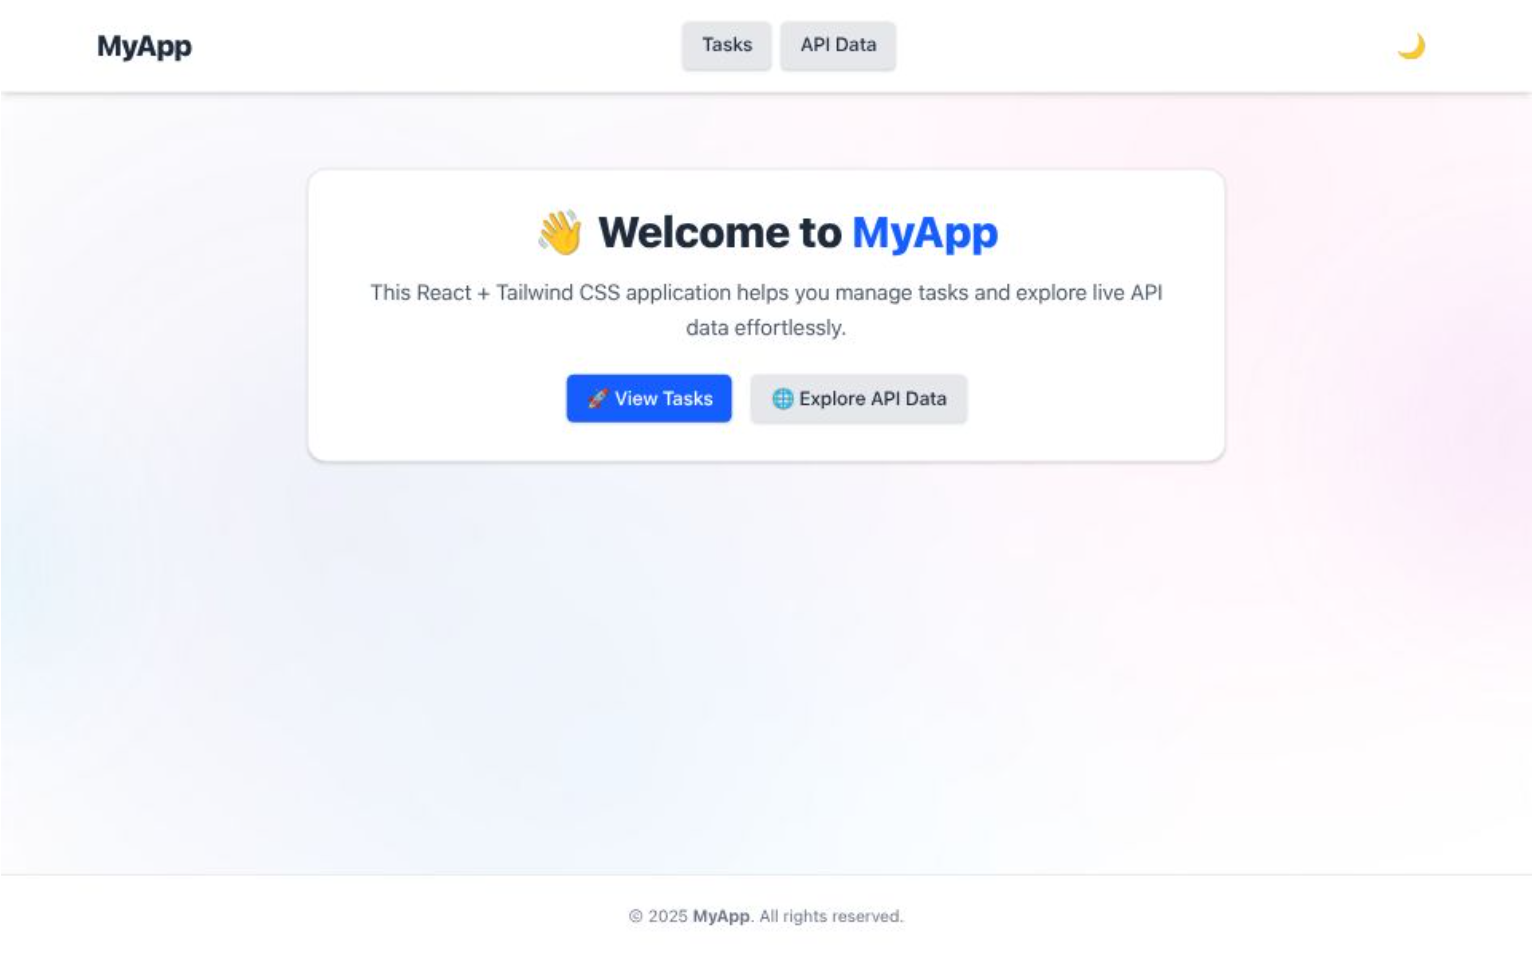 MyApp
Tasks
API Data
🌙
👋 Welcome to MyApp
This React + Tailwind CSS application helps you manage tasks and explore live API
data effortlessly.
🚀 View Tasks
🌐 Explore API Data
© 2025 MyApp. All rights reserved.